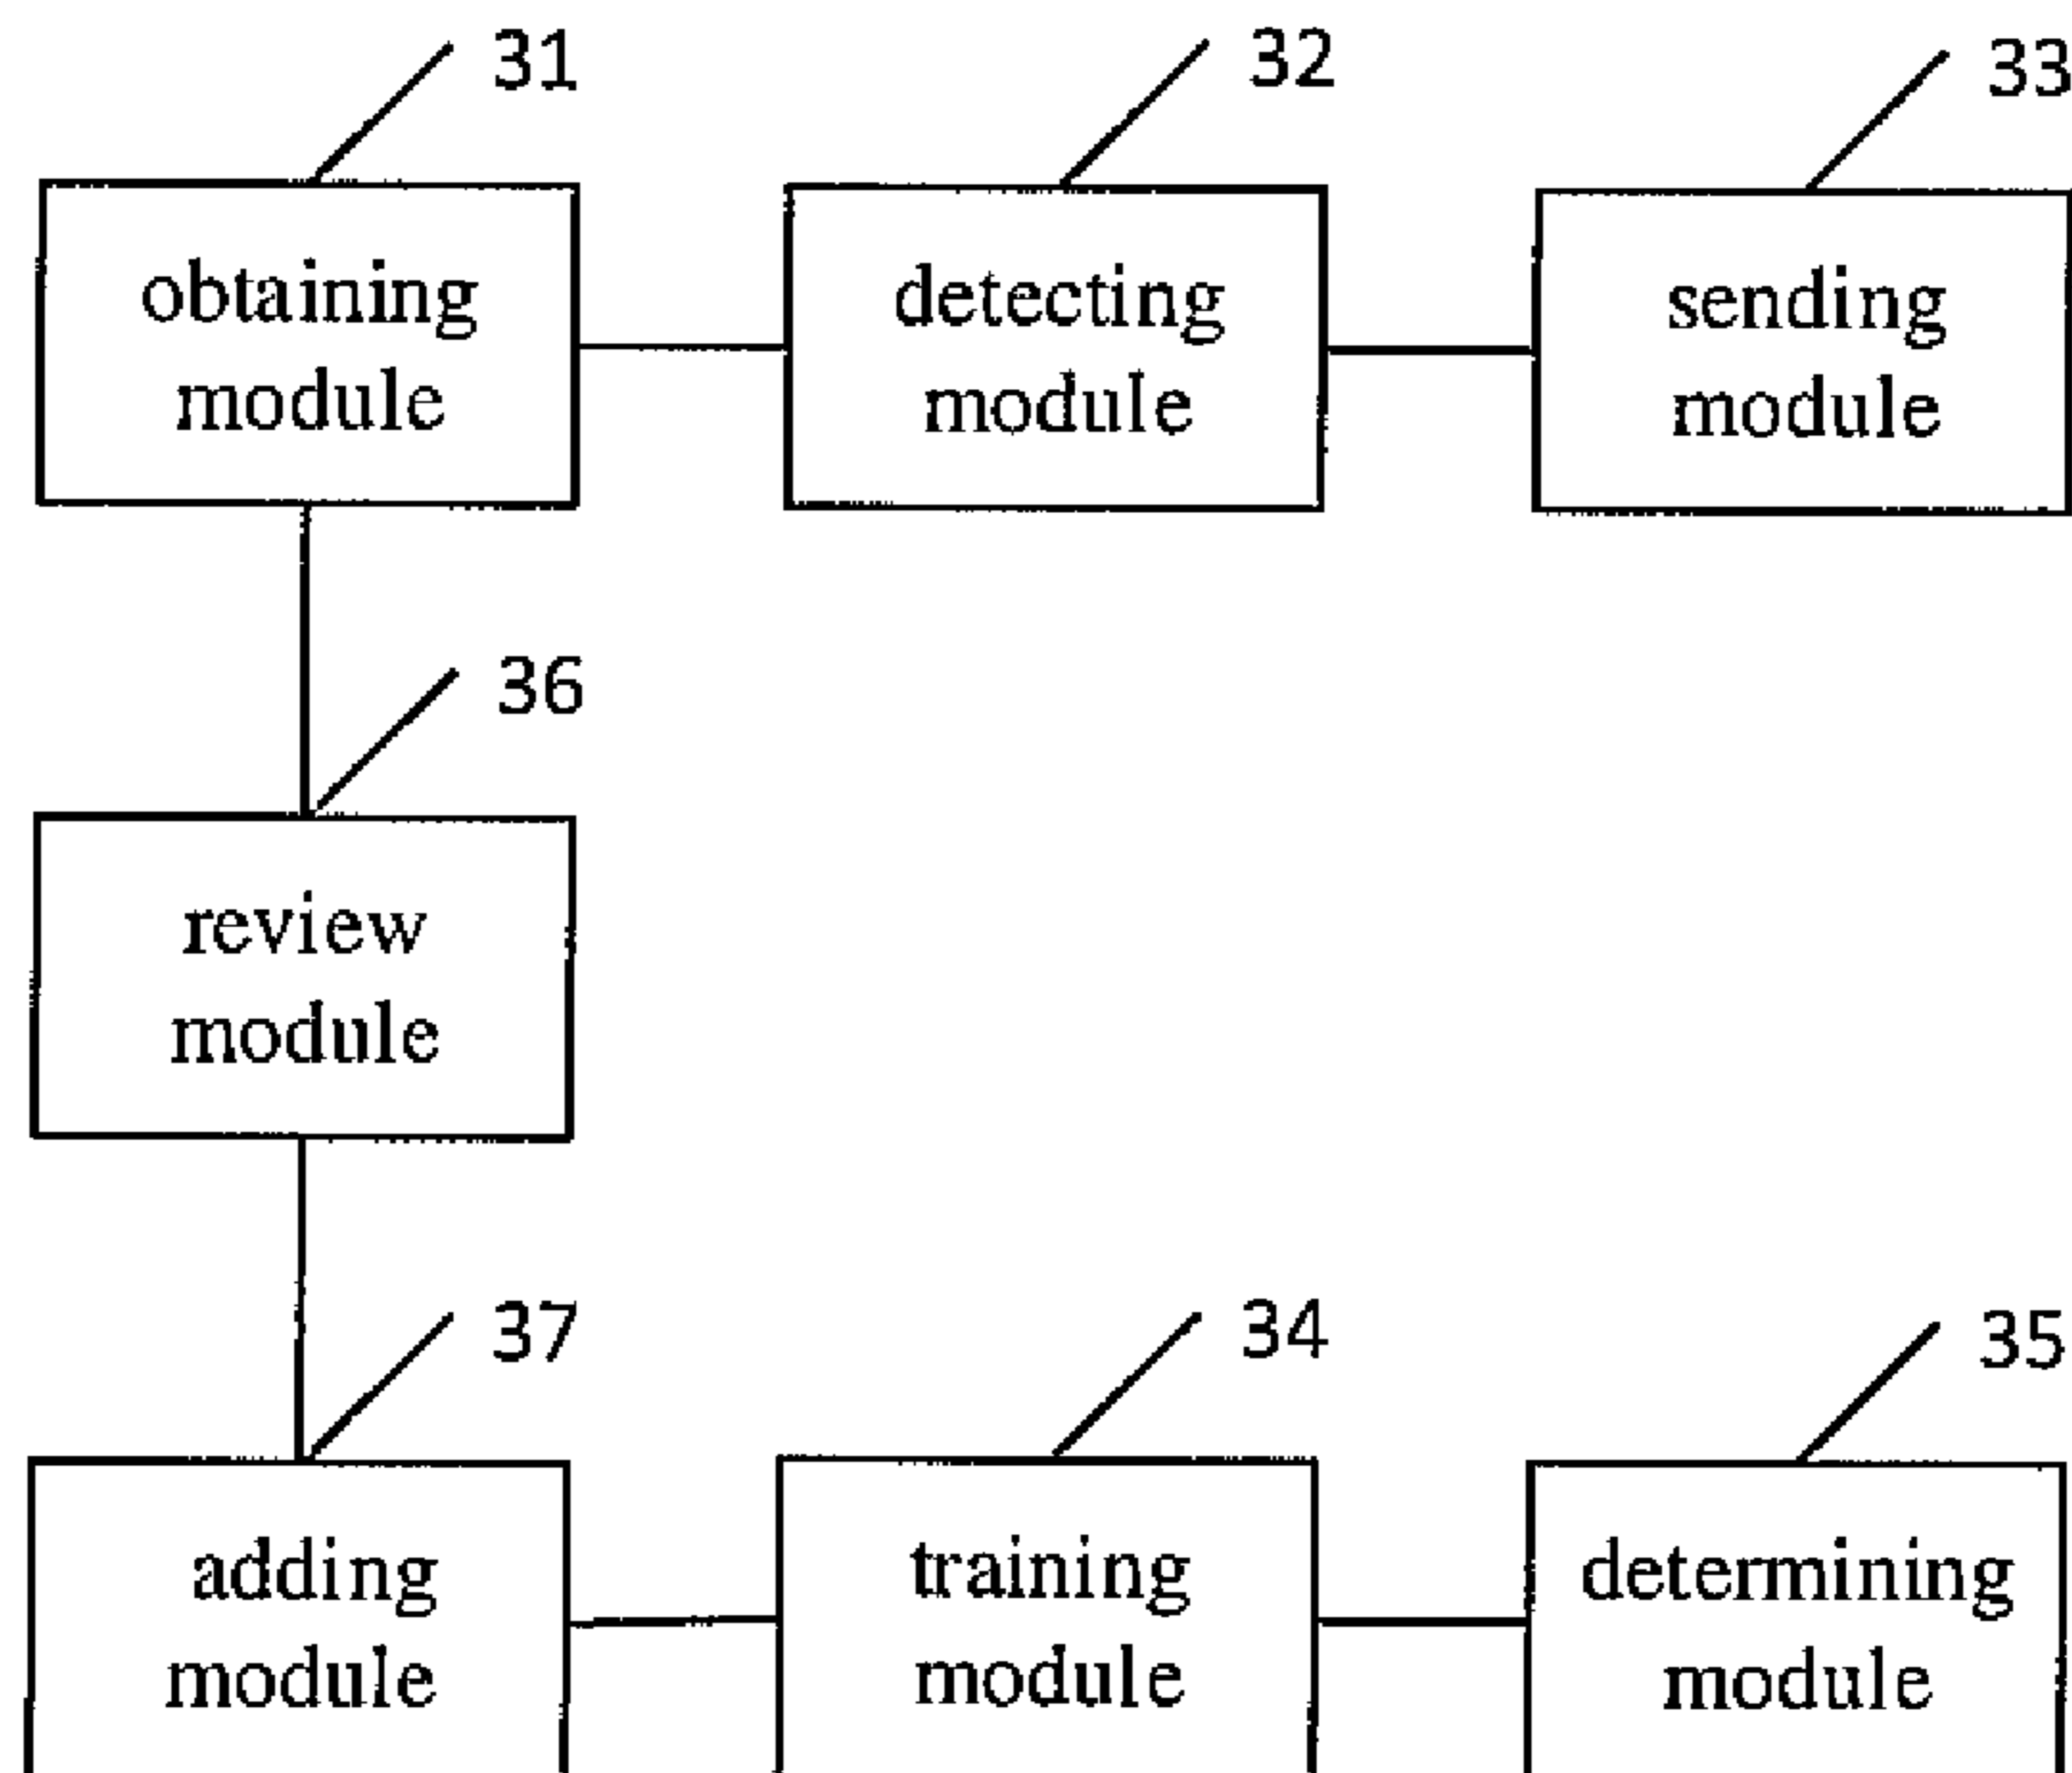 31
32
33
obtaining
module
detecting
module
sending
module
36
review
module
37
34
35
adding
module
training
module
determining
module